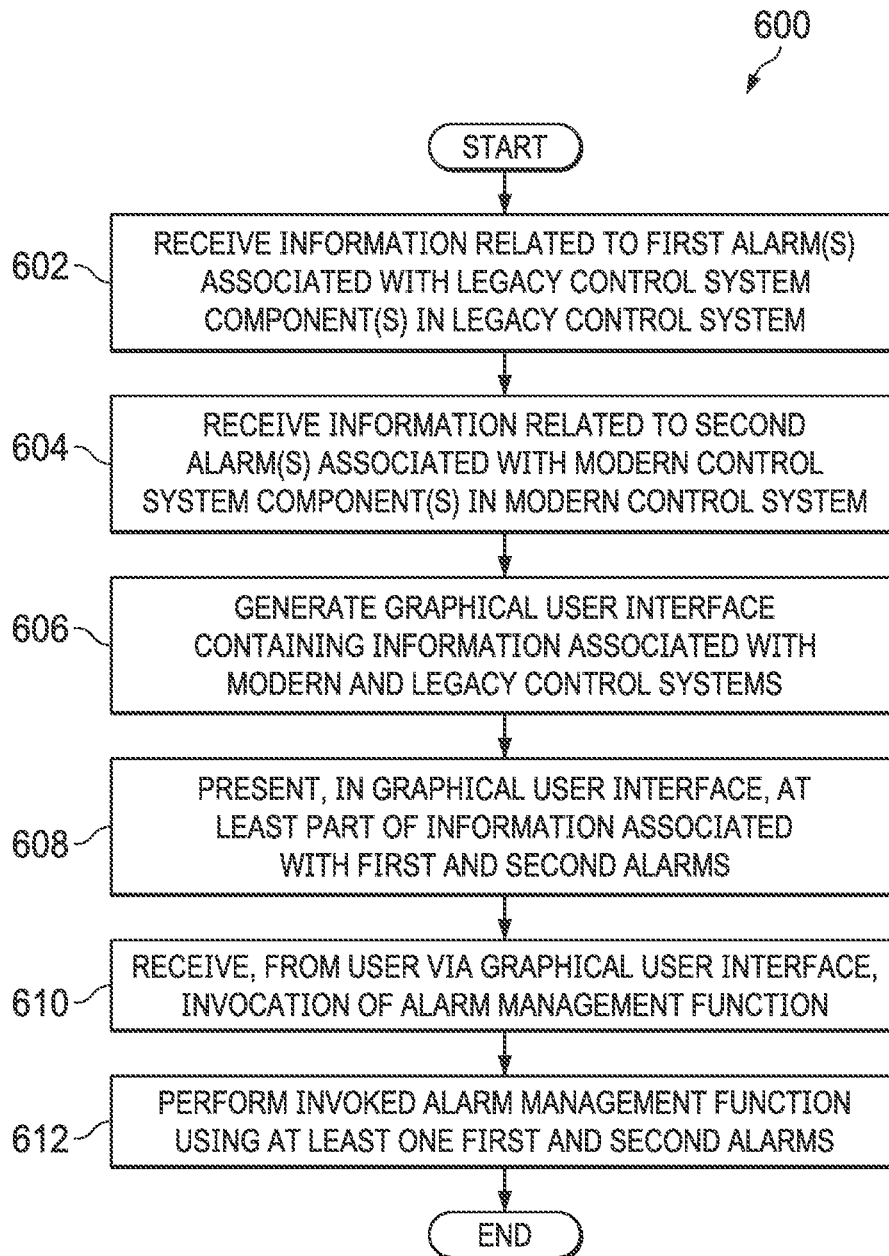 600
START
602
RECEIVE INFORMATION RELATED TO FIRST ALARM(S)
ASSOCIATED WITH LEGACY CONTROL SYSTEM
COMPONENT(S) IN LEGACY CONTROL SYSTEM
604
RECEIVE INFORMATION RELATED TO SECOND
ALARM(S) ASSOCIATED WITH MODERN CONTROL
SYSTEM COMPONENT(S) IN MODERN CONTROL SYSTEM
606
GENERATE GRAPHICAL USER INTERFACE
CONTAINING INFORMATION ASSOCIATED WITH
MODERN AND LEGACY CONTROL SYSTEMS
608
PRESENT, IN GRAPHICAL USER INTERFACE, AT
LEAST PART OF INFORMATION ASSOCIATED
WITH FIRST AND SECOND ALARMS
610
RECEIVE, FROM USER VIA GRAPHICAL USER INTERFACE,
INVOCATION OF ALARM MANAGEMENT FUNCTION
612
PERFORM INVOKED ALARM MANAGEMENT FUNCTION
USING AT LEAST ONE FIRST AND SECOND ALARMS
END